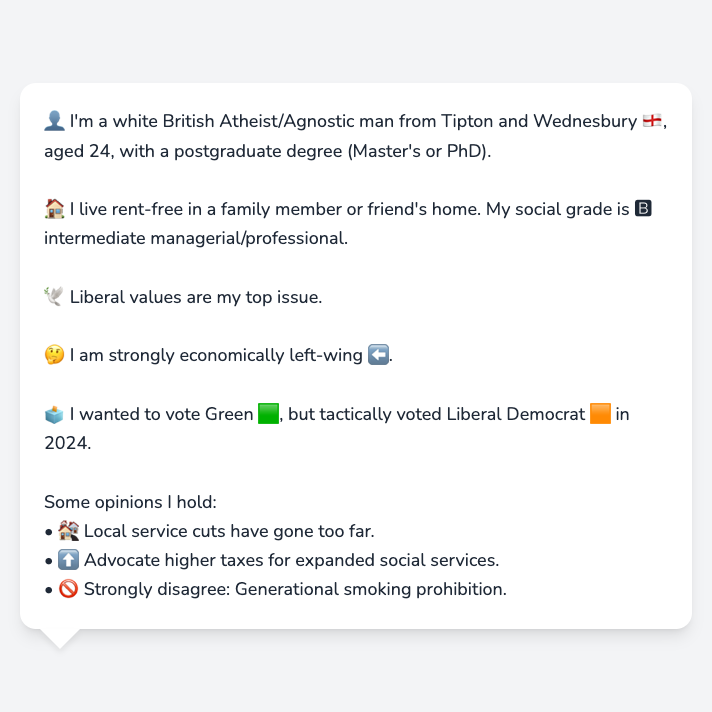 👤 I'm a white British Atheist/Agnostic man from Tipton and Wednesbury 🏴󠁧󠁢󠁥󠁮󠁧󠁿,
aged 24, with a postgraduate degree (Master's or PhD).
🏠 I live rent-free in a family member or friend's home. My social grade is 🅱
intermediate managerial/professional.
🕊 Liberal values are my top issue.
🤔 I am strongly economically left-wing ⬅️.
🗳 I wanted to vote Green 🟩, but tactically voted Liberal Democrat 🟧 in
2024.
Some opinions I hold:
• 🏘 Local service cuts have gone too far.
• ⬆️ Advocate higher taxes for expanded social services.
• 🚫 Strongly disagree: Generational smoking prohibition.